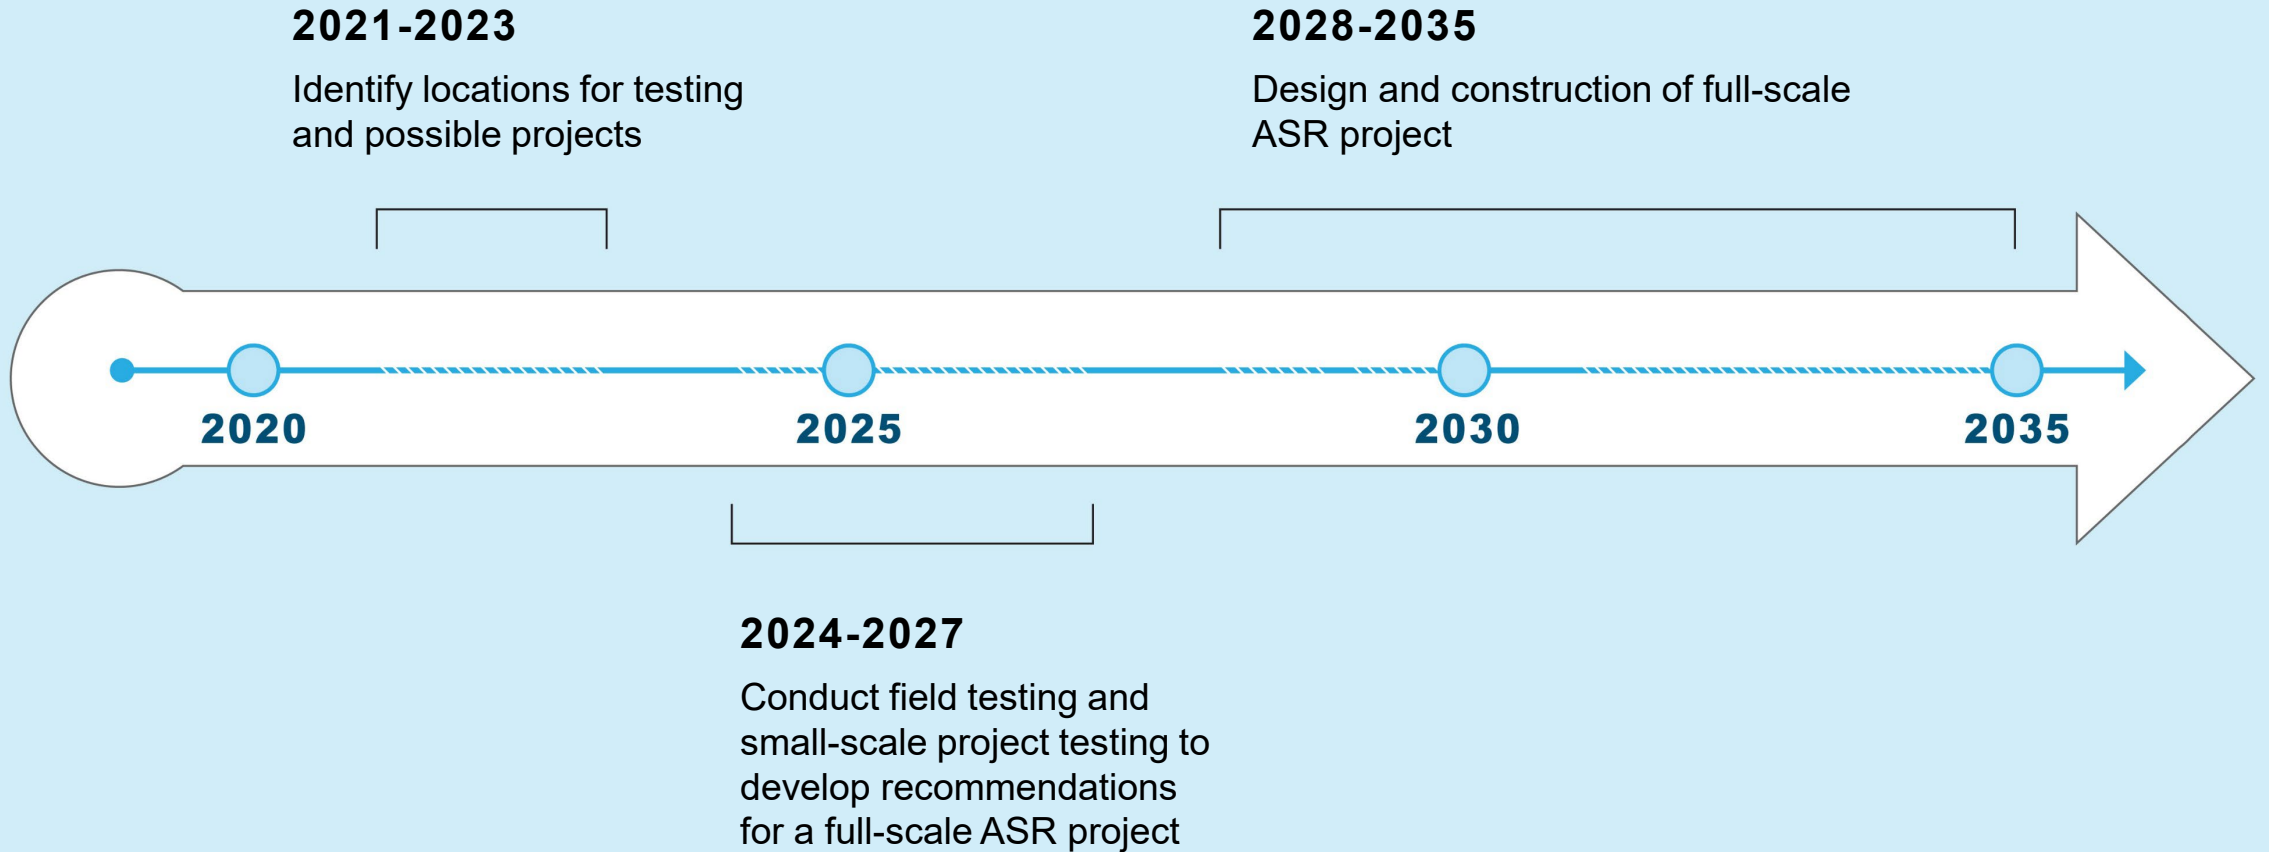 2021-2023
Identify locations for testing
and possible projects
2028-2035
Design and construction of full-scale
ASR project
2020
2025
2030
2035
2024-2027
Conduct field testing and
small-scale project testing to
develop recommendations
for a full-scale ASR project